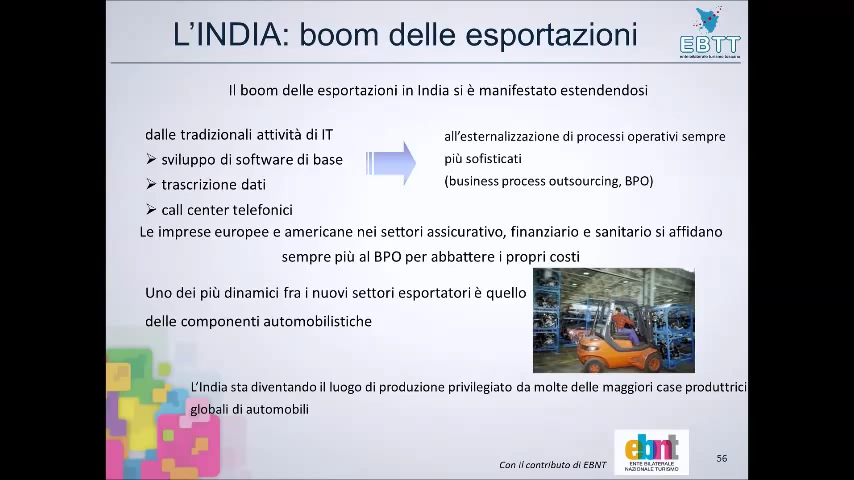 L'INDIA: boom delle esportazioni
EBTT
ente bilaterale turismo toscano
Il boom delle esportazioni in India si è manifestato estendendosi
dalle tradizionali attività di IT
➢ sviluppo di software di base
➢ trascrizione dati
➢ call center telefonici
all'esternalizzazione di processi operativi sempre
più sofisticati
(business process outsourcing, BPO)
Le imprese europee e americane nei settori assicurativo, finanziario e sanitario si affidano
sempre più al BPO per abbattere i propri costi
Uno dei più dinamici fra i nuovi settori esportatori è quello
delle componenti automobilistiche
L'India sta diventando il luogo di produzione privilegiato da molte delle maggiori case produttrici
globali di automobili
Con il contributo di EBNT
ebnt
ENTE BILATERALE
NAZIONALE TURISMO
56